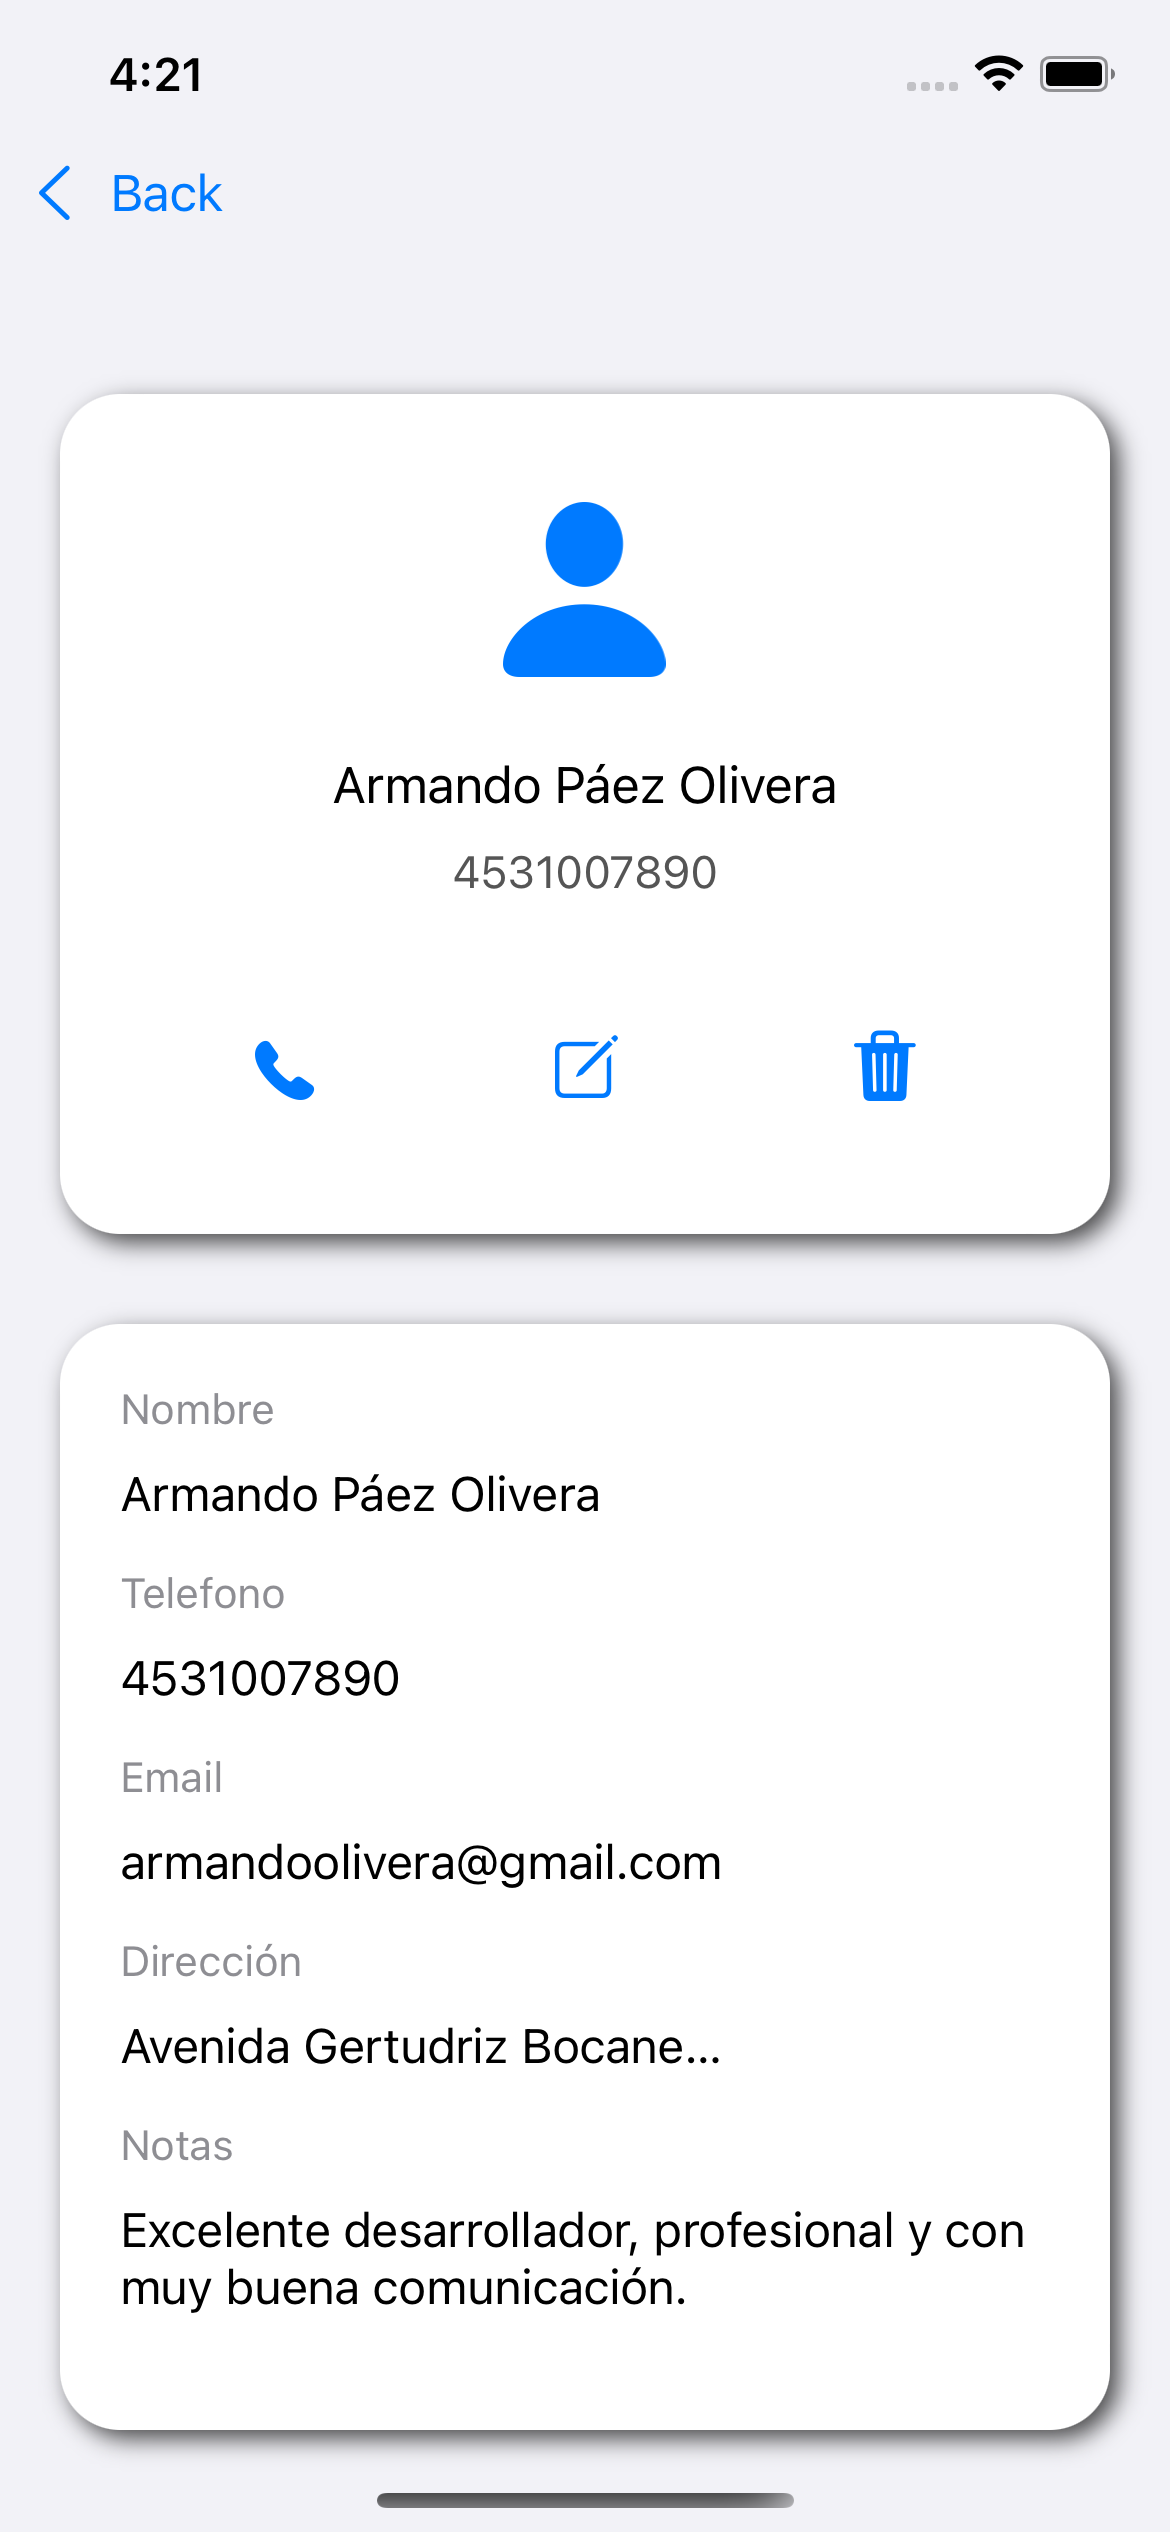 4:21
Back
Armando Páez Olivera
4531007890
Nombre
Armando Páez Olivera
Telefono
4531007890
Email
armandoolivera@gmail.com
Dirección
Avenida Gertudriz Bocane...
Notas
Excelente desarrollador, profesional y con
muy buena comunicación.